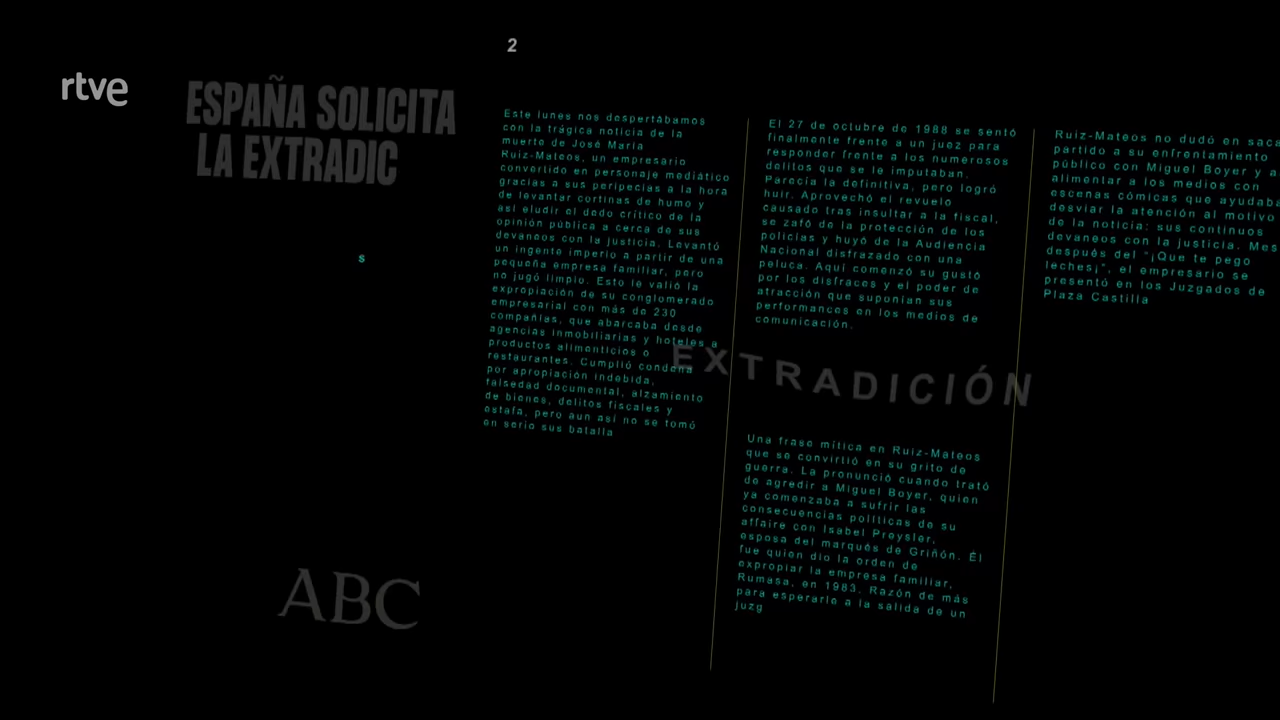 2
rtve
ESPAÑA SOLICITA
LA EXTRADIC
s
ABC
Este lunes nos despertábamos
con la trágica noticia de la
muerte de José María
Ruiz-Mateos, un empresario
convertido en personaje mediático
gracias a sus peripecias a la hora
de levantar cortinas de humo y
así eludir el dedo crítico de la
opinión pública a cerca de sus
devaneos con la justicia. Levantó
un ingente imperio a partir de una
pequeña empresa familiar, pero
no jugó limpio. Esto le valió la
expropiación de su conglomerado
empresarial con más de 230
compañías, que abarcaba desde
agencias inmobiliarias y hoteles a
productos alimenticios o
restaurantes. Cumplió condena
por apropiación indebida,
falsedad documental, alzamiento
de bienes, delitos fiscales y
estafa, pero aun así no se tomó
en serio sus batalla
El 27 de octubre de 1988 se sentó
finalmente frente a un juez para
responder frente a los numerosos
delitos que se le imputaban.
Parecía la definitiva, pero logró
huir. Aprovechó el revuelo
causado tras insultar a la fiscal,
se zafó de la protección de los
policías y huyó de la Audiencia
Nacional disfrazado con una
peluca. Aquí comenzó su gusto
por los disfraces y el poder de
atracción que suponían sus
performances en los medios de
comunicación.
EXTRADICIÓN
Una frase mítica en Ruiz-Mateos
que se convirtió en su grito de
guerra. La pronunció cuando trató
de agredir a Miguel Boyer, quien
ya comenzaba a sufrir las
consecuencias políticas de su
affaire con Isabel Preysler,
esposa del marqués de Griñón. Él
fue quien dio la orden de
expropiar la empresa familiar,
Rumasa, en 1983. Razón de más
para esperarlo a la salida de un
juzg
Ruiz-Mateos no dudó en saca
partido a su enfrentamiento
público con Miguel Boyer y a
alimentar a los medios con
escenas cómicas que ayudaba
desviar la atención al motivo
de la noticia: sus continuos
devaneos con la justicia. Mes
después del "¡Que te pego
leches¡", el empresario se
presentó en los Juzgados de
Plaza Castilla